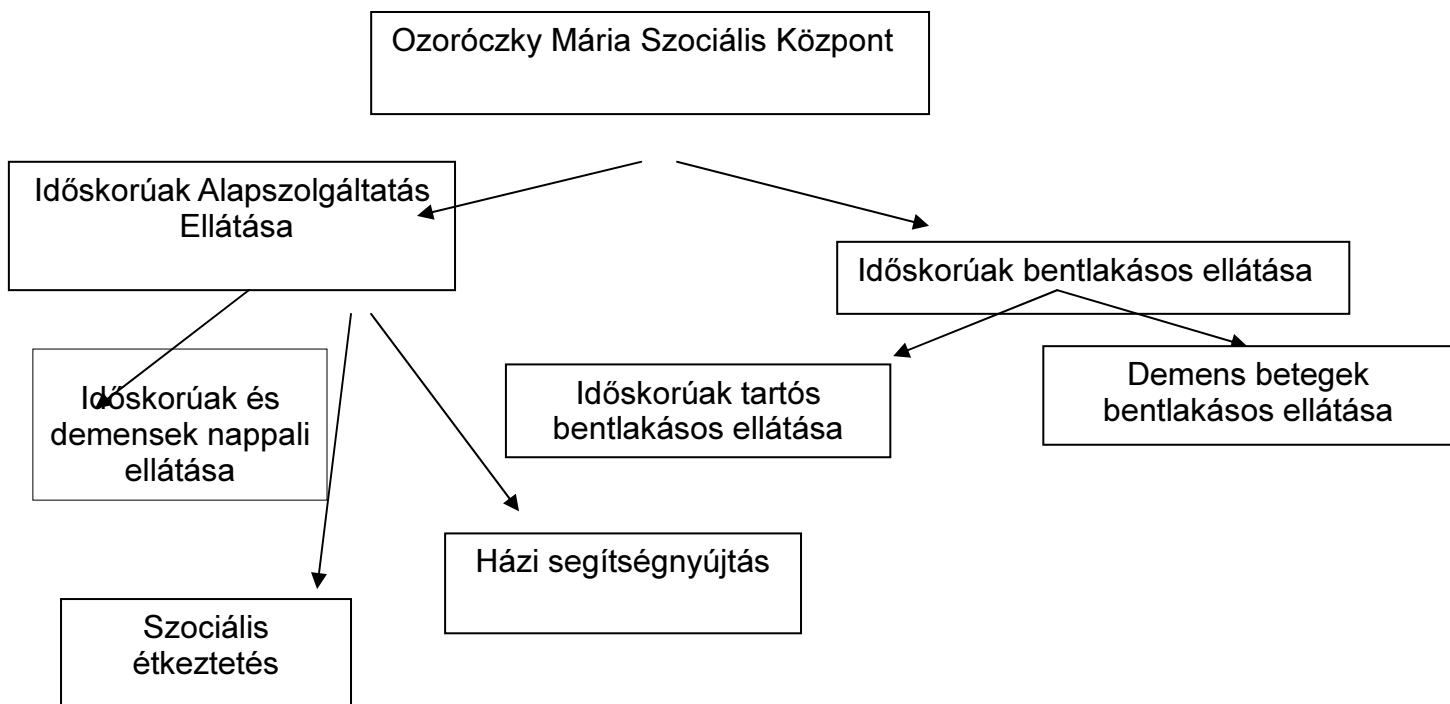 Ozoróczky Mária Szociális Központ
Időskorúak Alapszolgáltatás
Ellátása
Időskorúak bentlakásos ellátása
Időskorúak és
demensek nappali
ellátása
Időskorúak tartós
bentlakásos ellátása
Demens betegek
bentlakásos ellátása
Házi segítségnyújtás
Szociális
étkeztetés